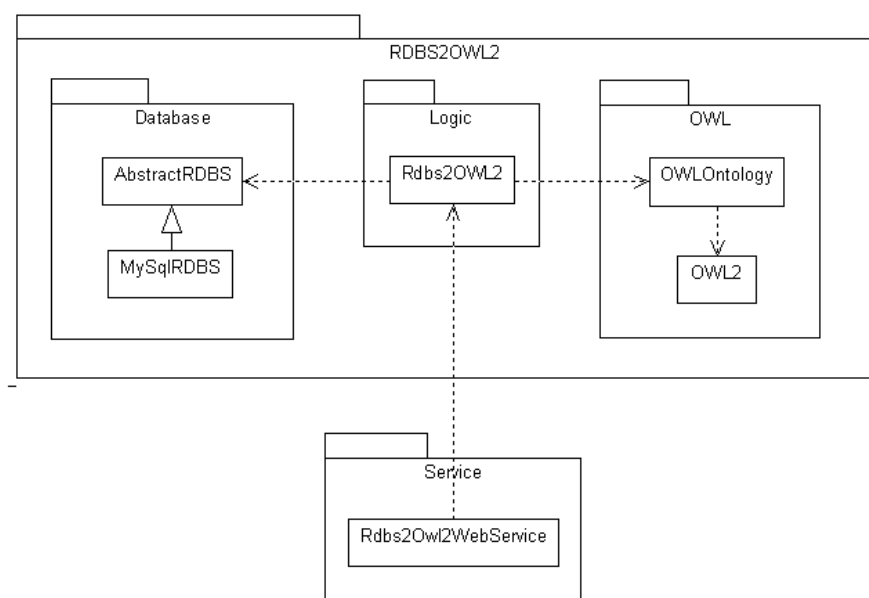 RDBS2OWL2
Database
Logic
OWL
AbstractRDBS
Rdbs2OWL2
OWLOntology
MySqlRDBS
OWL2
Service
Rdbs2Owl2WebService